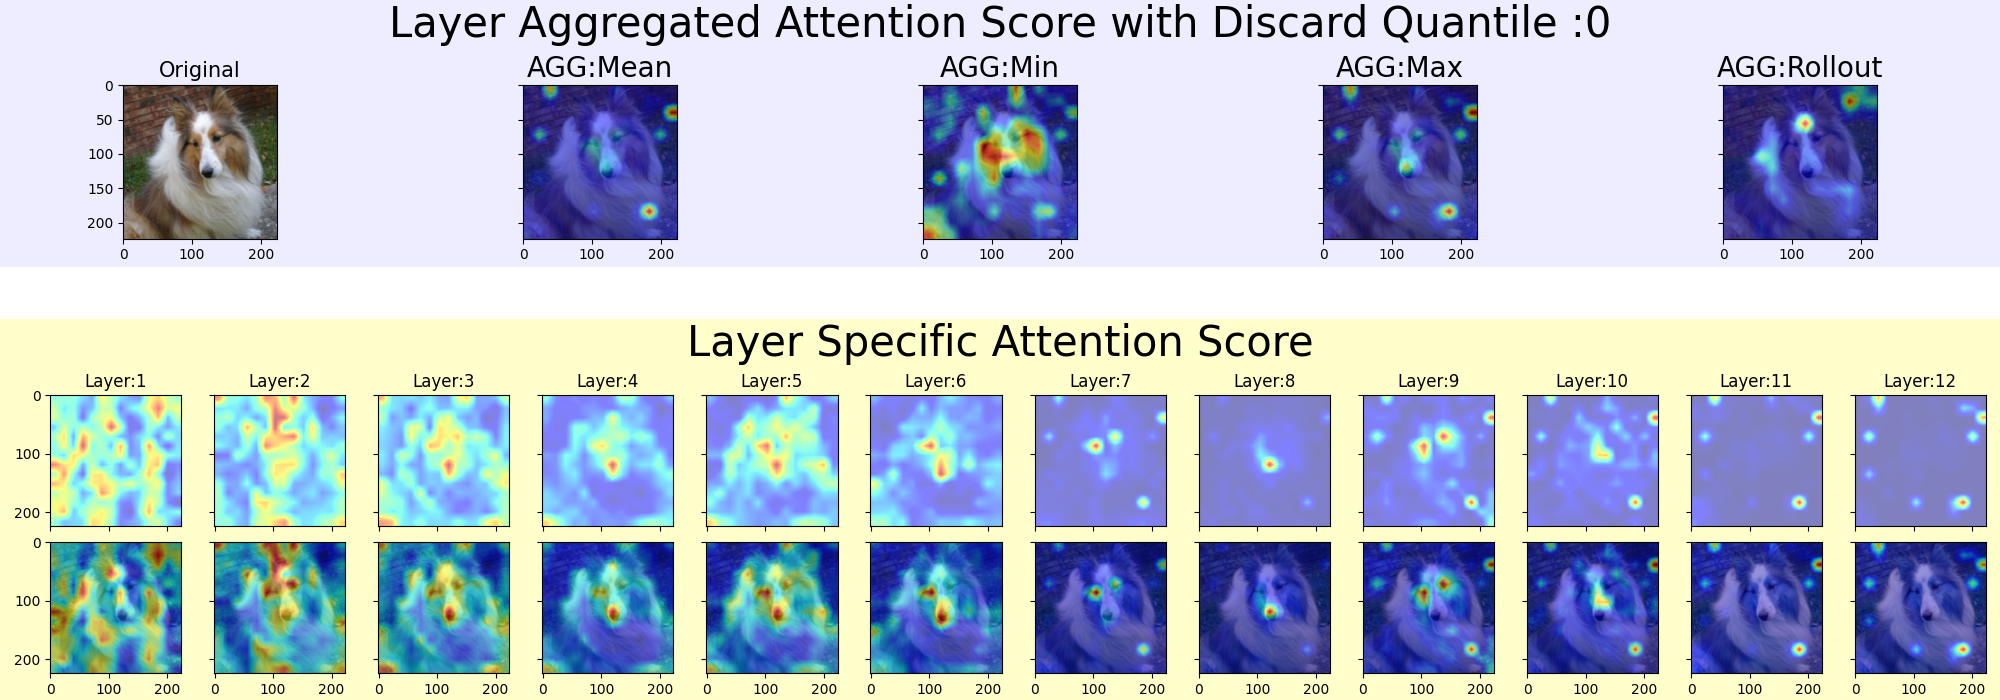 Layer Aggregated Attention Score with Discard Quantile :0
Original
AGG:Mean
AGG:Min
AGG:Max
AGG:Rollout
0
50
100
150
200
0 100 200
0 100 200
0 100 200
0 100 200
0 100 200
Layer Specific Attention Score
Layer:1
Layer:2
Layer:3
Layer:4
Layer:5
Layer:6
Layer:7
Layer:8
Layer:9
Layer:10
Layer:11
Layer:12
0
100
200
0
100
200
0 100 200
0 100 200
0 100 200
0 100 200
0 100 200
0 100 200
0 100 200
0 100 200
0 100 200
0 100 200
0 100 200
0 100 200